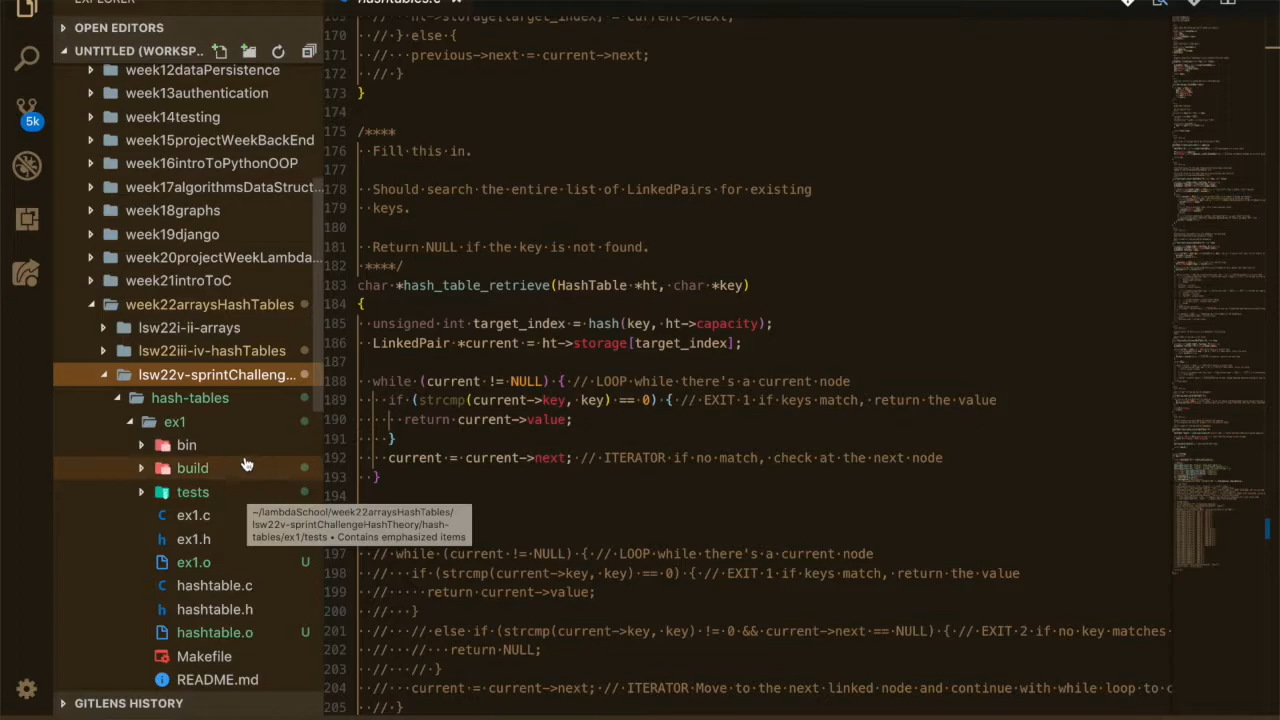 EXPLORER
OPEN EDITORS
UNTITLED (WORKSP..
week12dataPersistence
week13authentication
week14testing
week15projectWeekBackEnd
week16introToPythonOOP
week17algorithmsDataStruct...
week18graphs
week19django
week20projectWeekLambda...
week21introToC
week22arraysHashTables
lsw22i-ii-arrays
lsw22iii-iv-hashTables
lsw22v-sprintChalleng...
hash-tables
ex1
bin
build
tests
ex1.c
ex1.h
ex1.o U
hashtable.c
hashtable.h
hashtable.o U
Makefile
README.md
GITLENS HISTORY
5k
~/lambdaSchool/week22arraysHashTables/
lsw22v-sprintChallengeHashTheory/hash-
tables/ex1/tests • Contains emphasized items
hashtables.c
169 // ht->storage[target_index] = current->next;
170 // } else {
171 // previous->next = current->next;
172 // }
173 }
174
175 /****
176 Fill this in.
177
178 Should search the entire list of LinkedPairs for existing
179 keys.
180
181 Return NULL if the key is not found.
182 ****/
183 char *hash_table_retrieve(HashTable *ht, char *key)
184 {
185 unsigned int target_index = hash(key, ht->capacity);
186 LinkedPair *current = ht->storage[target_index];
187
188 while (current != NULL) { // LOOP while there's a current node
189 if (strcmp(current->key, key) == 0) { // EXIT 1 if keys match, return the value
190 return current->value;
191 }
192 current = current->next; // ITERATOR if no match, check at the next node
193 }
194
197 // while (current != NULL) { // LOOP while there's a current node
198 // if (strcmp(current->key, key) == 0) { // EXIT 1 if keys match, return the value
199 // return current->value;
200 // }
201 // else if (strcmp(current->key, key) != 0 && current->next == NULL) { // EXIT 2 if no key matches
202 // return NULL;
203 // // }
204 // current = current->next; // ITERATOR Move to the next linked node and continue with while loop to c
205 // }